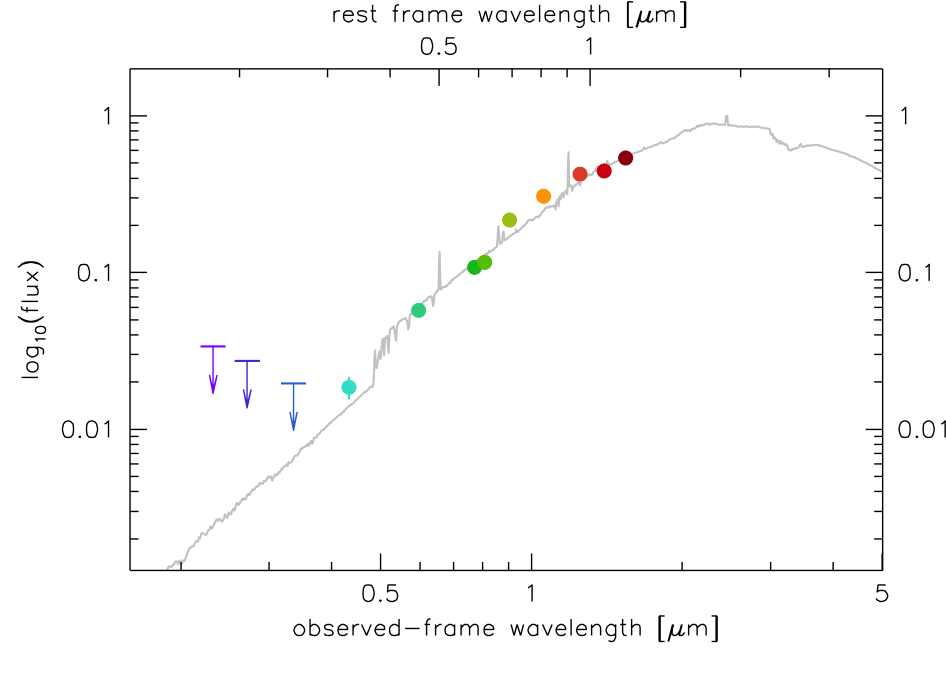 rest frame wavelength [μm]
0.5 1
1 1
0.1 0.1
log10(flux)
0.01 0.01
0.5 1 5
observed-frame wavelength [μm]